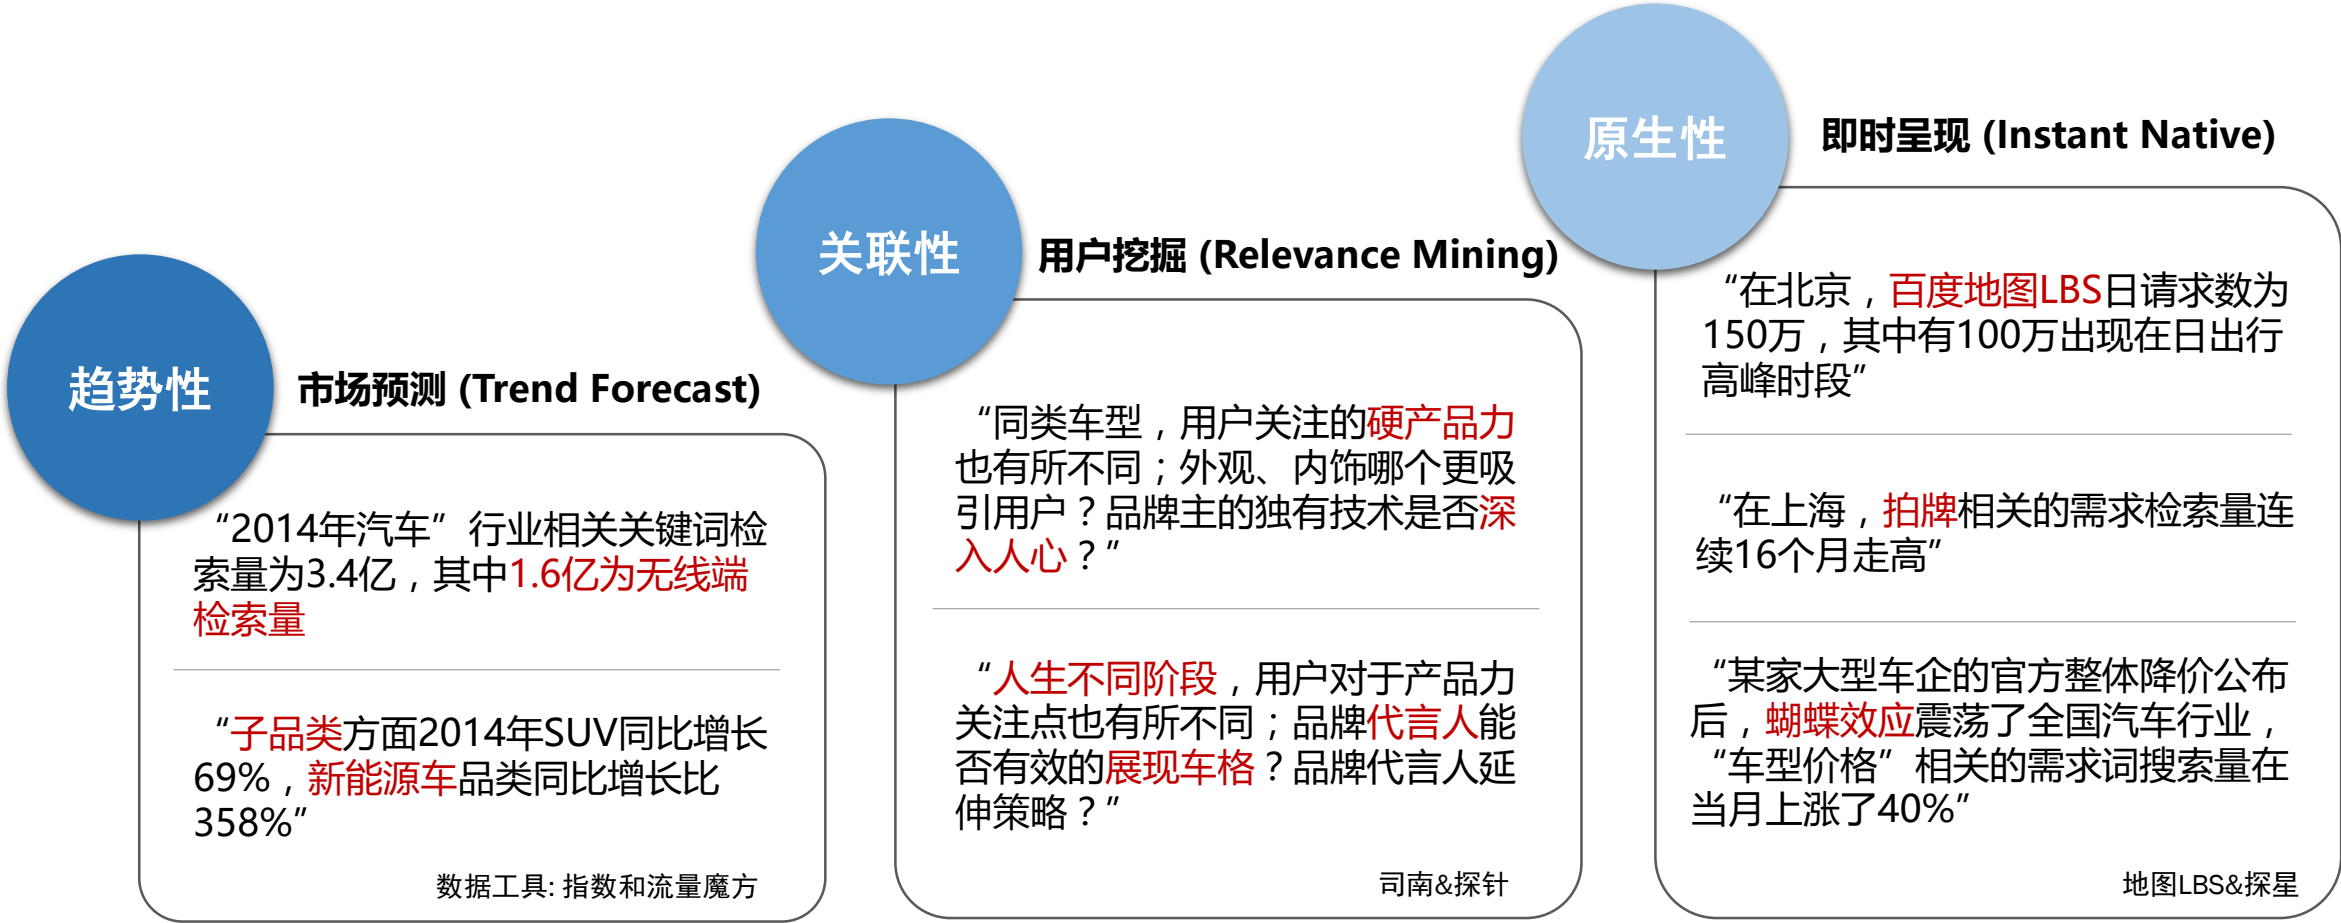 趋势性
市场预测 (Trend Forecast)
“2014年汽车”行业相关关键词检
索量为3.4亿，其中1.6亿为无线端
检索量
“子品类方面2014年SUV同比增长
69%，新能源车品类同比增长比
358%”
数据工具: 指数和流量魔方
关联性
用户挖掘 (Relevance Mining)
“同类车型，用户关注的硬产品力
也有所不同；外观、内饰哪个更吸
引用户？品牌主的独有技术是否深
入人心？”
“人生不同阶段，用户对于产品力
关注点也有所不同；品牌代言人能
否有效的展现车格？品牌代言人延
伸策略？”
司南&探针
原生性
即时呈现 (Instant Native)
“在北京，百度地图LBS日请求数为
150万，其中有100万出现在日出行
高峰时段”
“在上海，拍牌相关的需求检索量连
续16个月走高”
“某家大型车企的官方整体降价公布
后，蝴蝶效应震荡了全国汽车行业，
“车型价格”相关的需求词搜索量在
当月上涨了40%”
地图LBS&探星